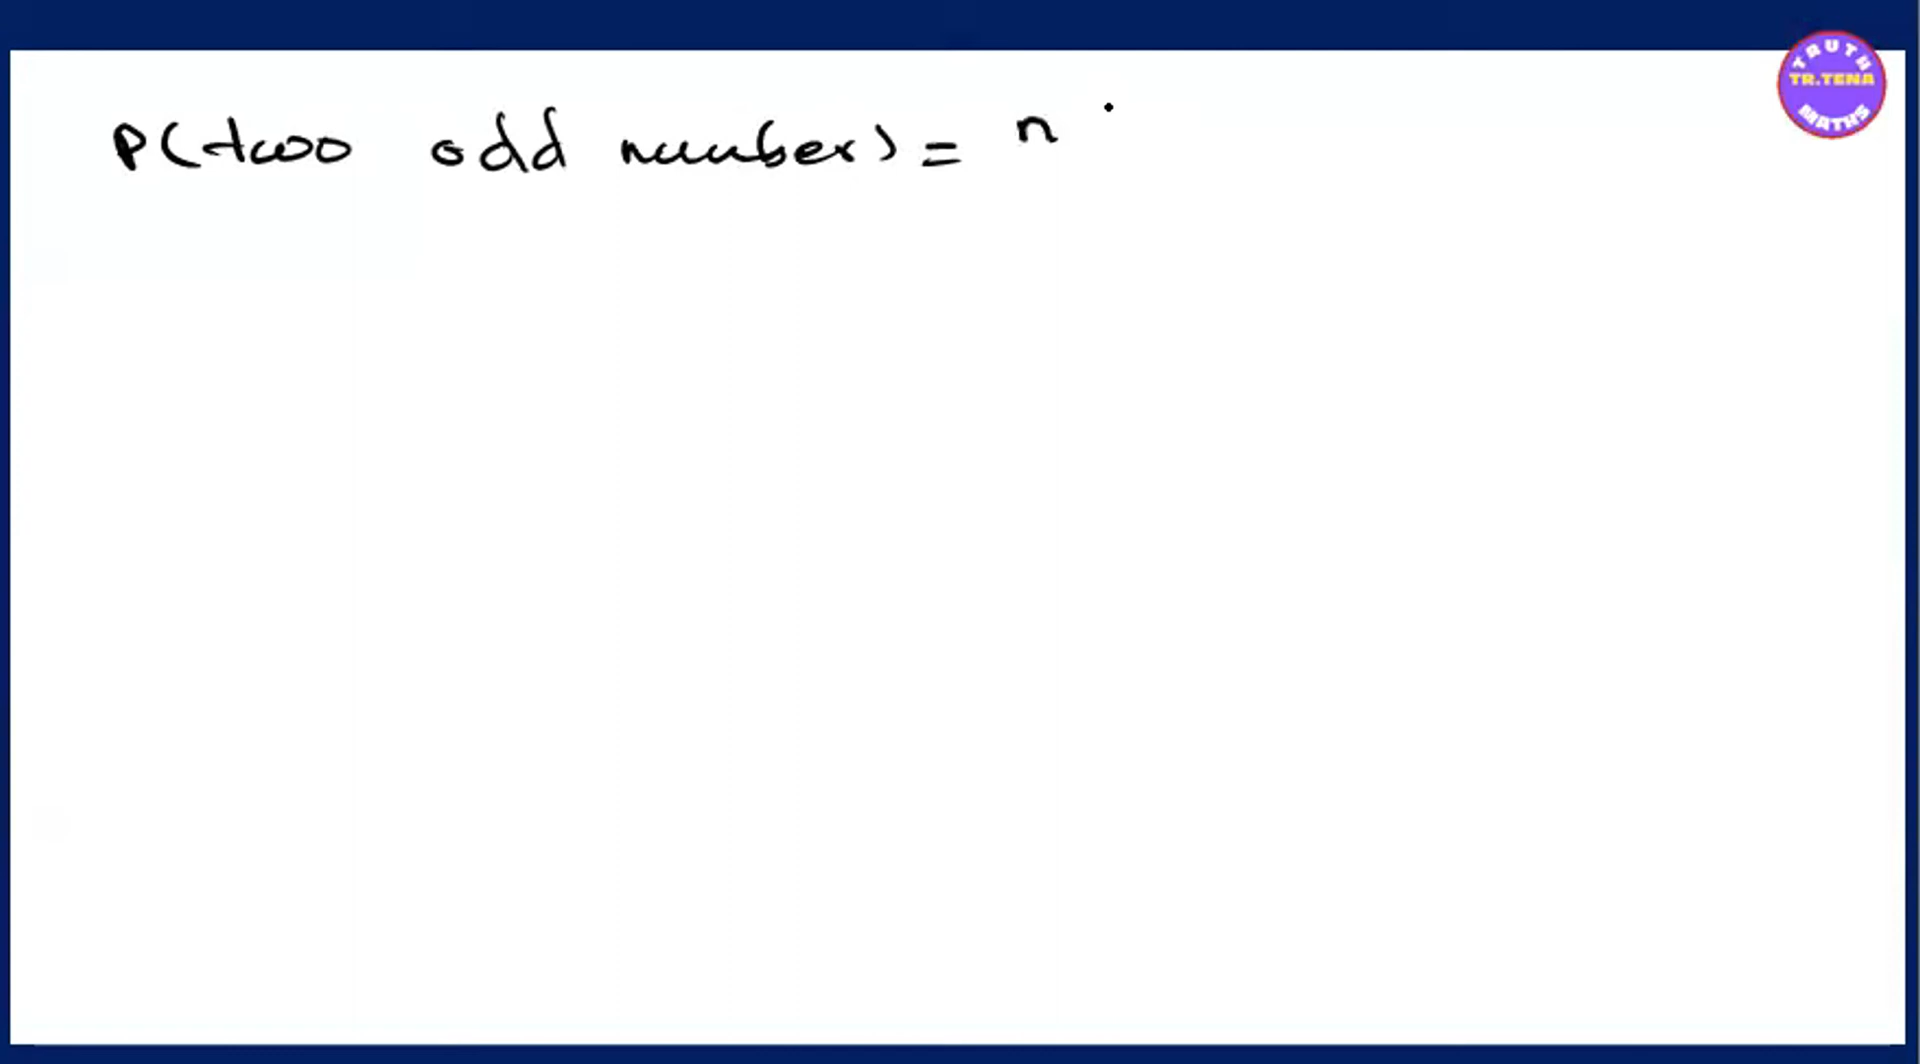 P(two odd number) = n
TRUTH
TR.TENA
MATHS